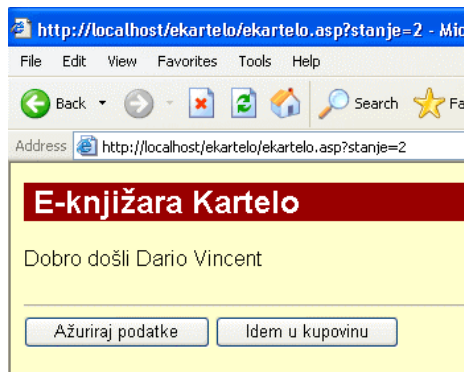 http://localhost/ekartelo/ekartelo.asp?stanje=2 - Mic
File Edit View Favorites Tools Help
Back Search Fa
Address http://localhost/ekartelo/ekartelo.asp?stanje=2
E-knjižara Kartelo
Dobro došli Dario Vincent
Ažuriraj podatke Idem u kupovinu